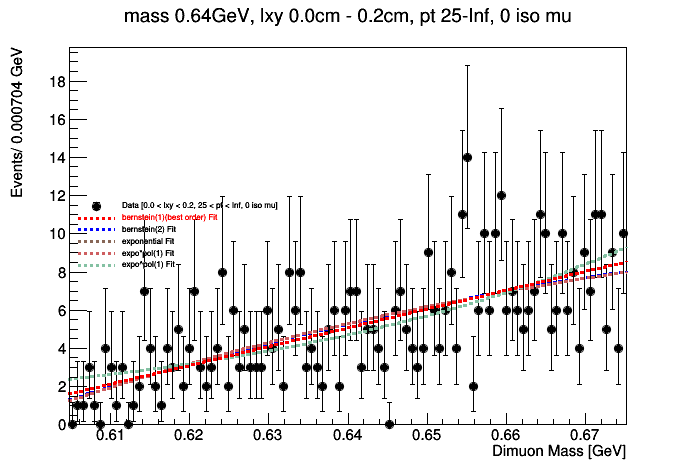 mass 0.64GeV, lxy 0.0cm - 0.2cm, pt 25-Inf, 0 iso mu
Events/ 0.000704 GeV
18
16
14
12
10
8
6
4
2
0
Data [0.0 < lxy < 0.2, 25 < pt < Inf, 0 iso mu]
bernstein(1)(best order) Fit
bernstein(2) Fit
exponential Fit
expo*pol(1) Fit
expo^pol(1) Fit
0.61 0.62 0.63 0.64 0.65 0.66 0.67
Dimuon Mass [GeV]